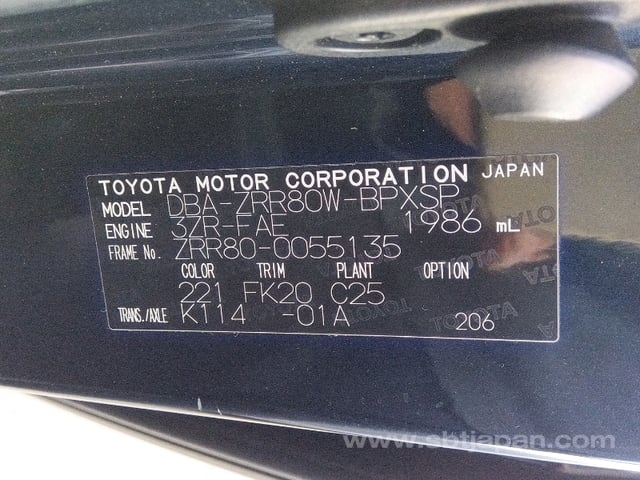 TOYOTA MOTOR CORPORATION JAPAN
MODEL DBA-ZRR80W-BPXSP
ENGINE 3ZR-FAE 1986 mL
FRAME No. ZRR80-0055135
COLOR TRIM PLANT OPTION
221 FK20 C25
TRANS./AXLE K114 -01A 206
www.sbtjapan.com